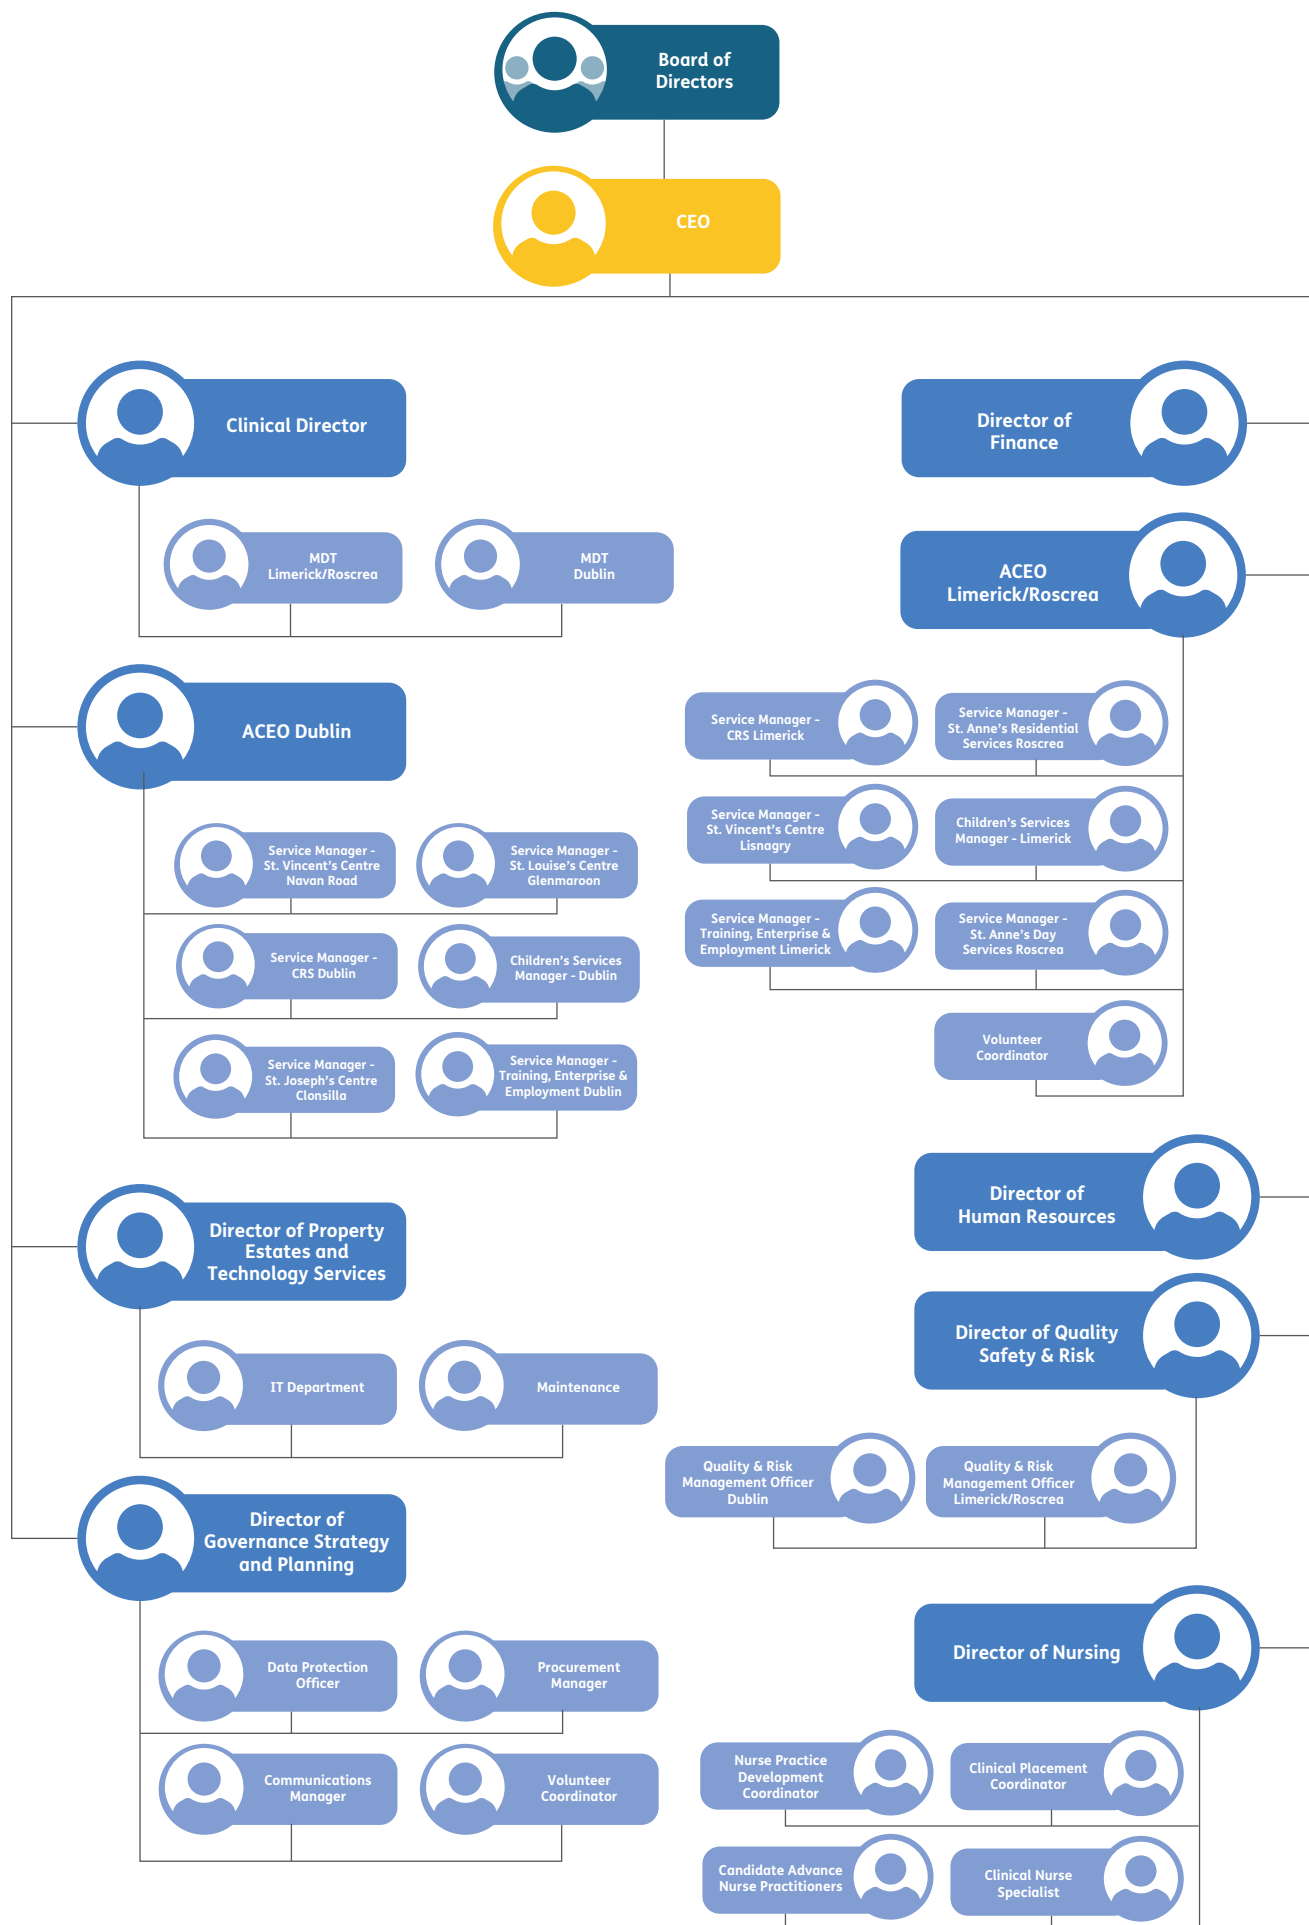 Board of
Directors
CEO
Clinical Director
MDT
Limerick/Roscrea
MDT
Dublin
ACEO Dublin
Service Manager -
St. Vincent's Centre
Navan Road
Service Manager -
St. Louise's Centre
Glenmaroon
Service Manager -
CRS Dublin
Children's Services
Manager - Dublin
Service Manager -
St. Joseph's Centre
Clonsilla
Service Manager -
Training, Enterprise &
Employment Dublin
Director of Property
Estates and
Technology Services
IT Department
Maintenance
Director of
Governance Strategy
and Planning
Data Protection
Officer
Procurement
Manager
Communications
Manager
Volunteer
Coordinator
Director of
Finance
ACEO
Limerick/Roscrea
Service Manager -
CRS Limerick
Service Manager -
St. Anne's Residential
Services Roscrea
Service Manager -
St. Vincent's Centre
Lisnagry
Children's Services
Manager - Limerick
Service Manager -
Training, Enterprise &
Employment Limerick
Service Manager -
St. Anne's Day
Services Roscrea
Volunteer
Coordinator
Director of
Human Resources
Director of Quality
Safety & Risk
Quality & Risk
Management Officer
Dublin
Quality & Risk
Management Officer
Limerick/Roscrea
Director of Nursing
Nurse Practice
Development
Coordinator
Clinical Placement
Coordinator
Candidate Advance
Nurse Practitioners
Clinical Nurse
Specialist